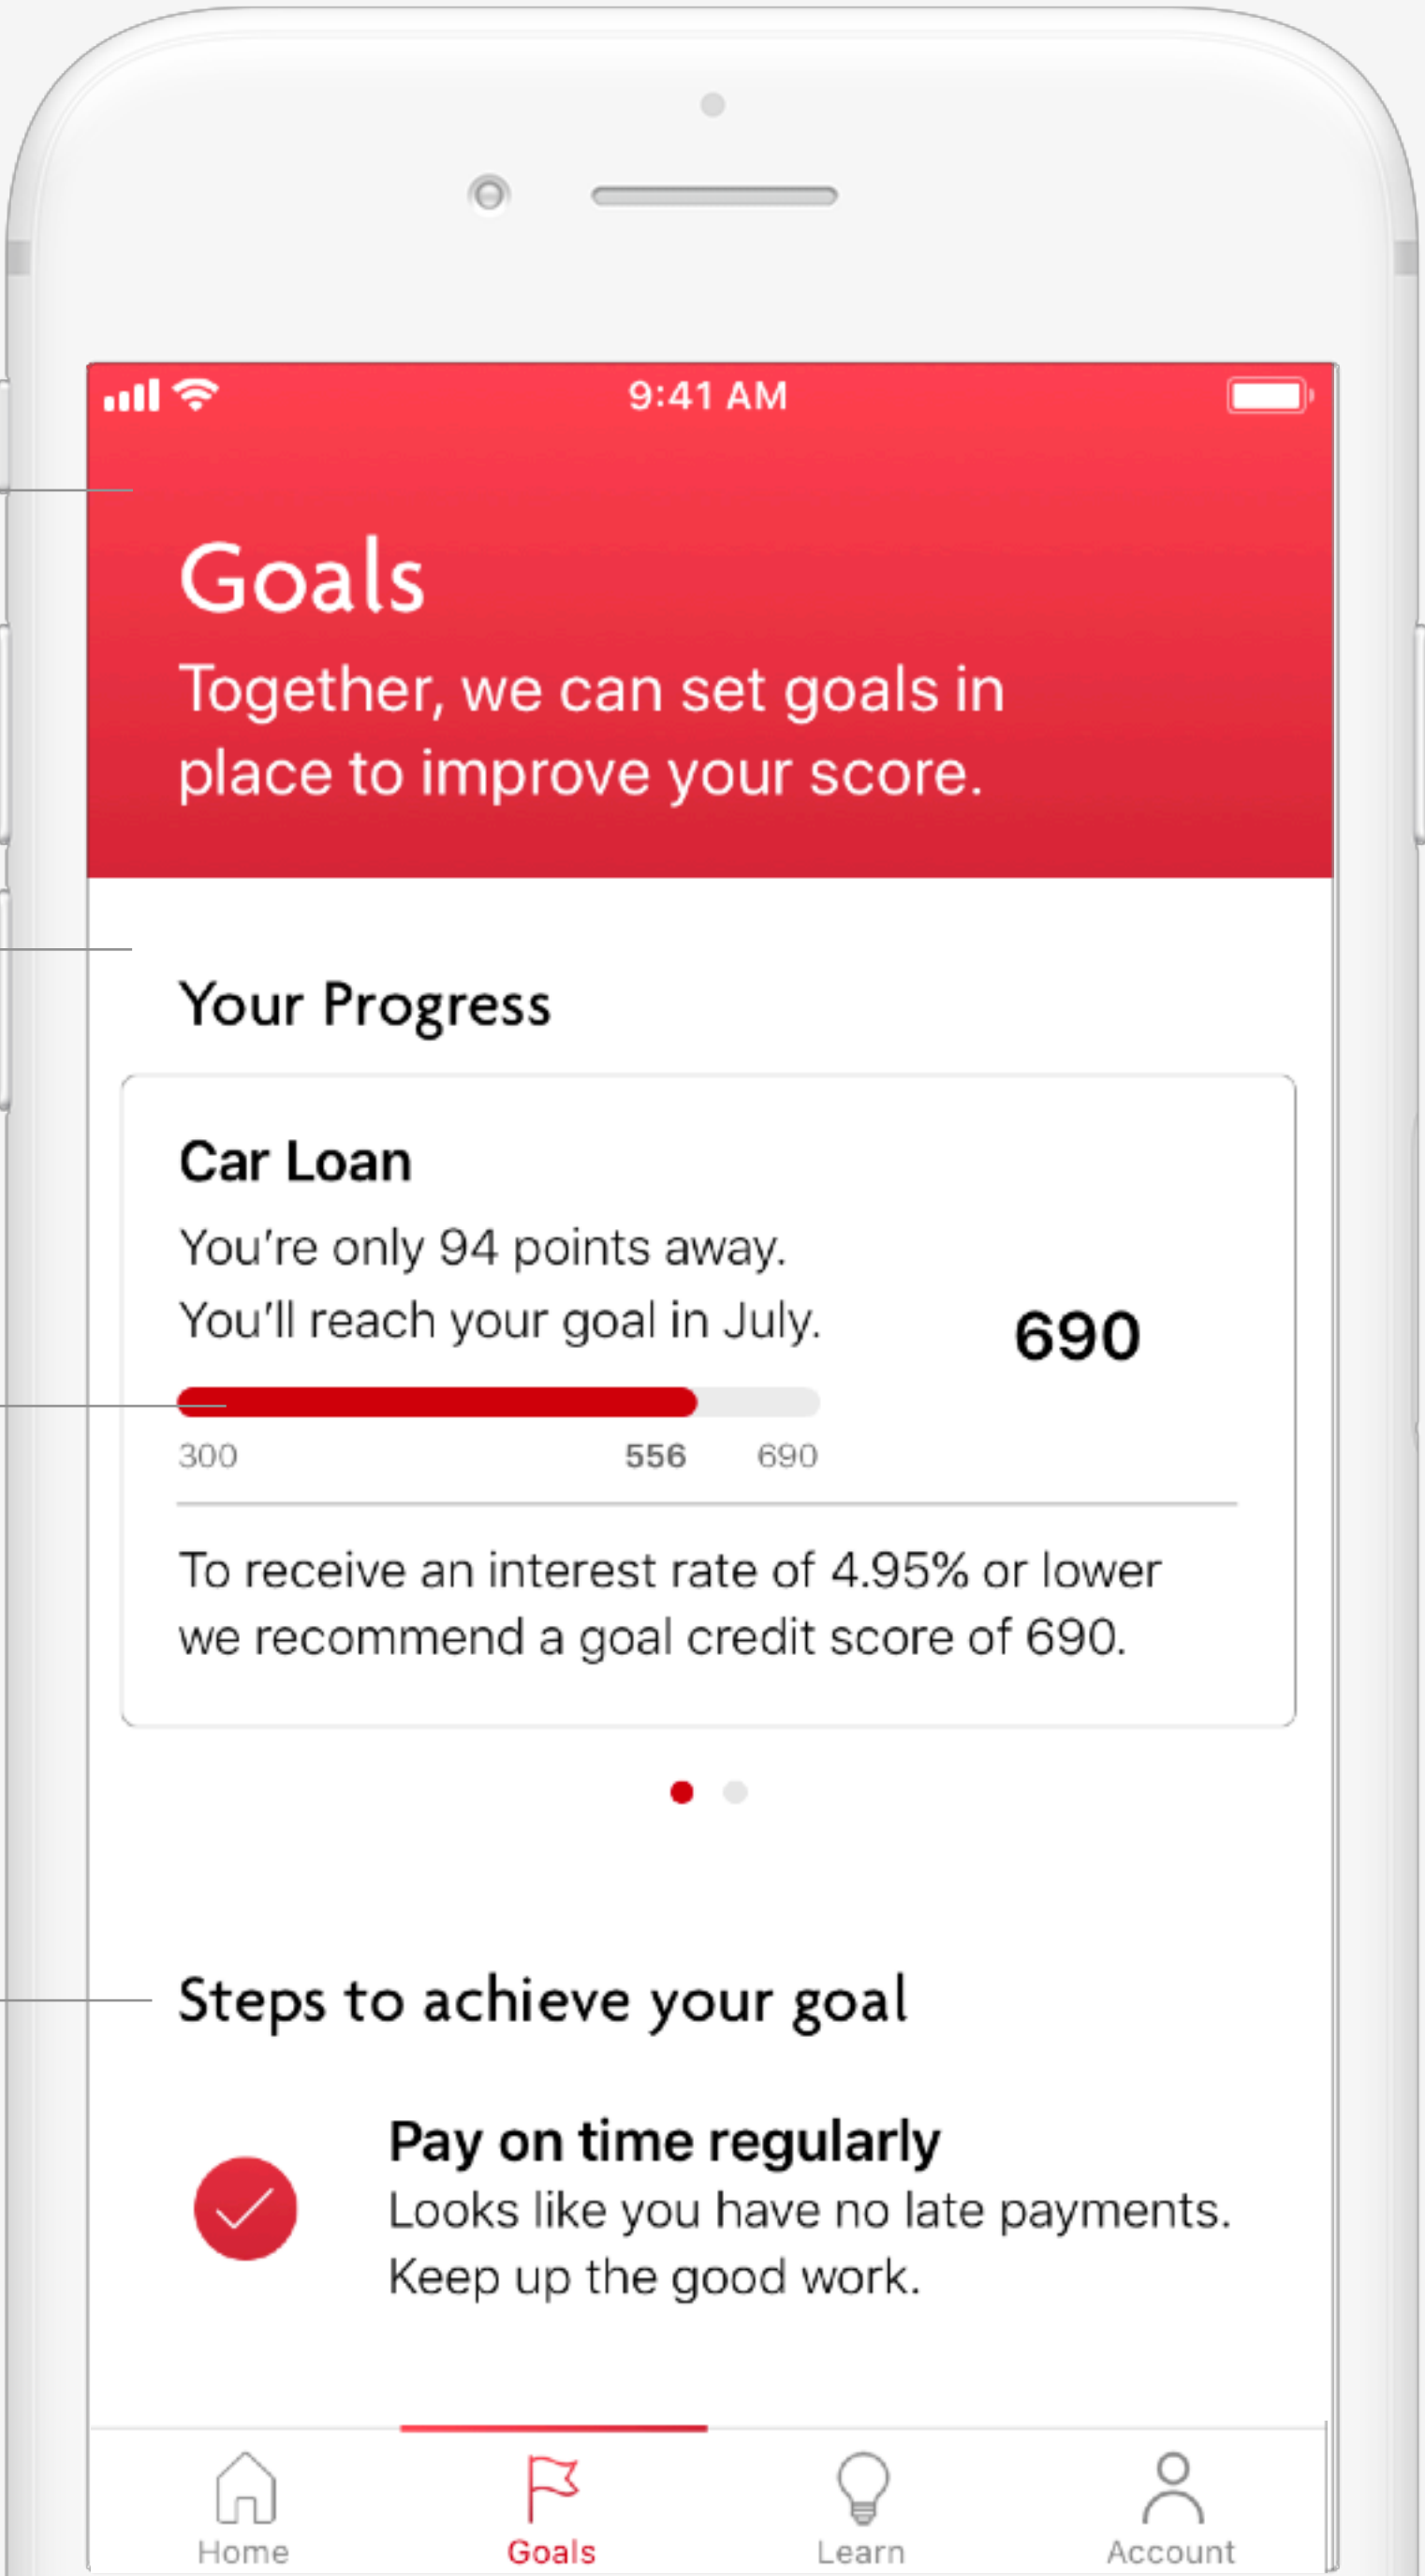 9:41 AM
Goals
Together, we can set goals in
place to improve your score.
Your Progress
Car Loan
You're only 94 points away.
You'll reach your goal in July.
690
300 556 690
To receive an interest rate of 4.95% or lower
we recommend a goal credit score of 690.
Steps to achieve your goal
Pay on time regularly
Looks like you have no late payments.
Keep up the good work.
Home Goals Learn Account